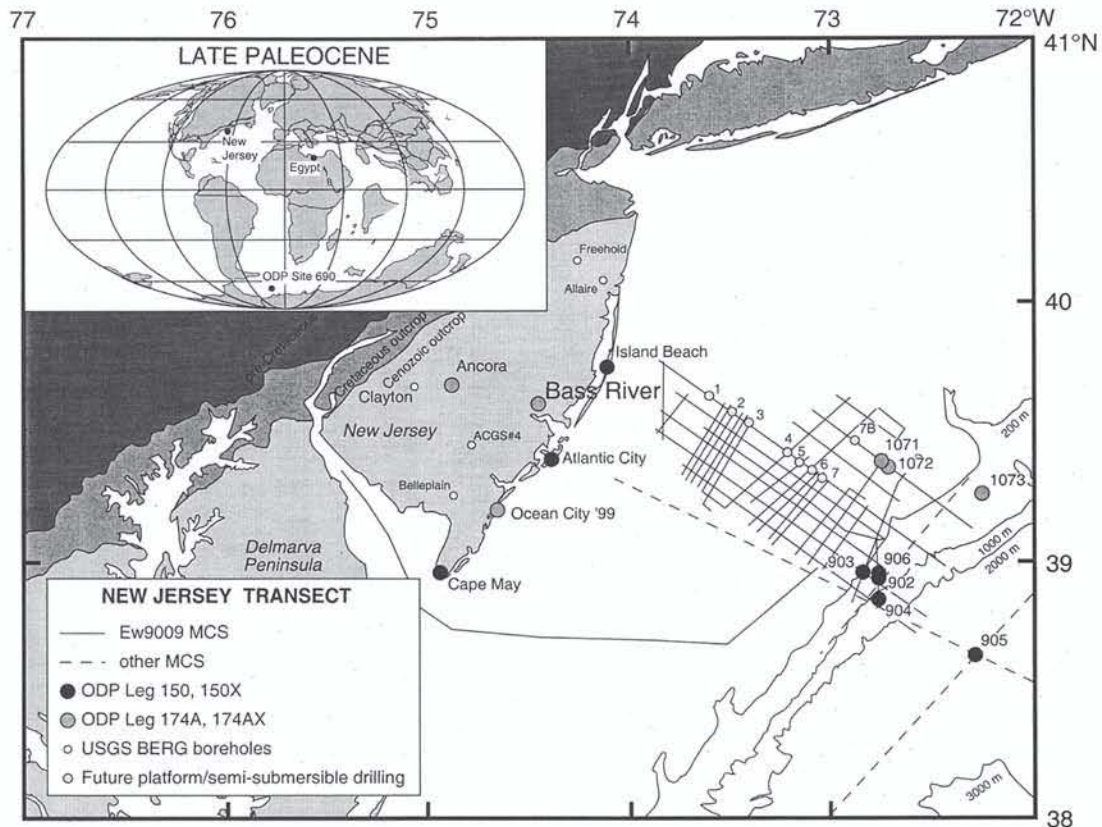 77
76
75
74
73
72°W
41°N
40
39
38
LATE PALEOCENE
New
Jersey
Egypt
ODP Site 690
Pre-Cretaceous
Cretaceous outcrop
Cenozoic outcrop
Freehold
Allaire
Island Beach
Ancora
Clayton
Bass River
New Jersey
ACGS#4
Atlantic City
Belleplain
Ocean City '99
Delmarva
Peninsula
Cape May
1
2
3
4
5
6
7
7B
1071
1072
1073
903
906
902
904
905
200 m
1000 m
2000 m
3000 m
NEW JERSEY TRANSECT
Ew9009 MCS
other MCS
ODP Leg 150, 150X
ODP Leg 174A, 174AX
USGS BERG boreholes
Future platform/semi-submersible drilling